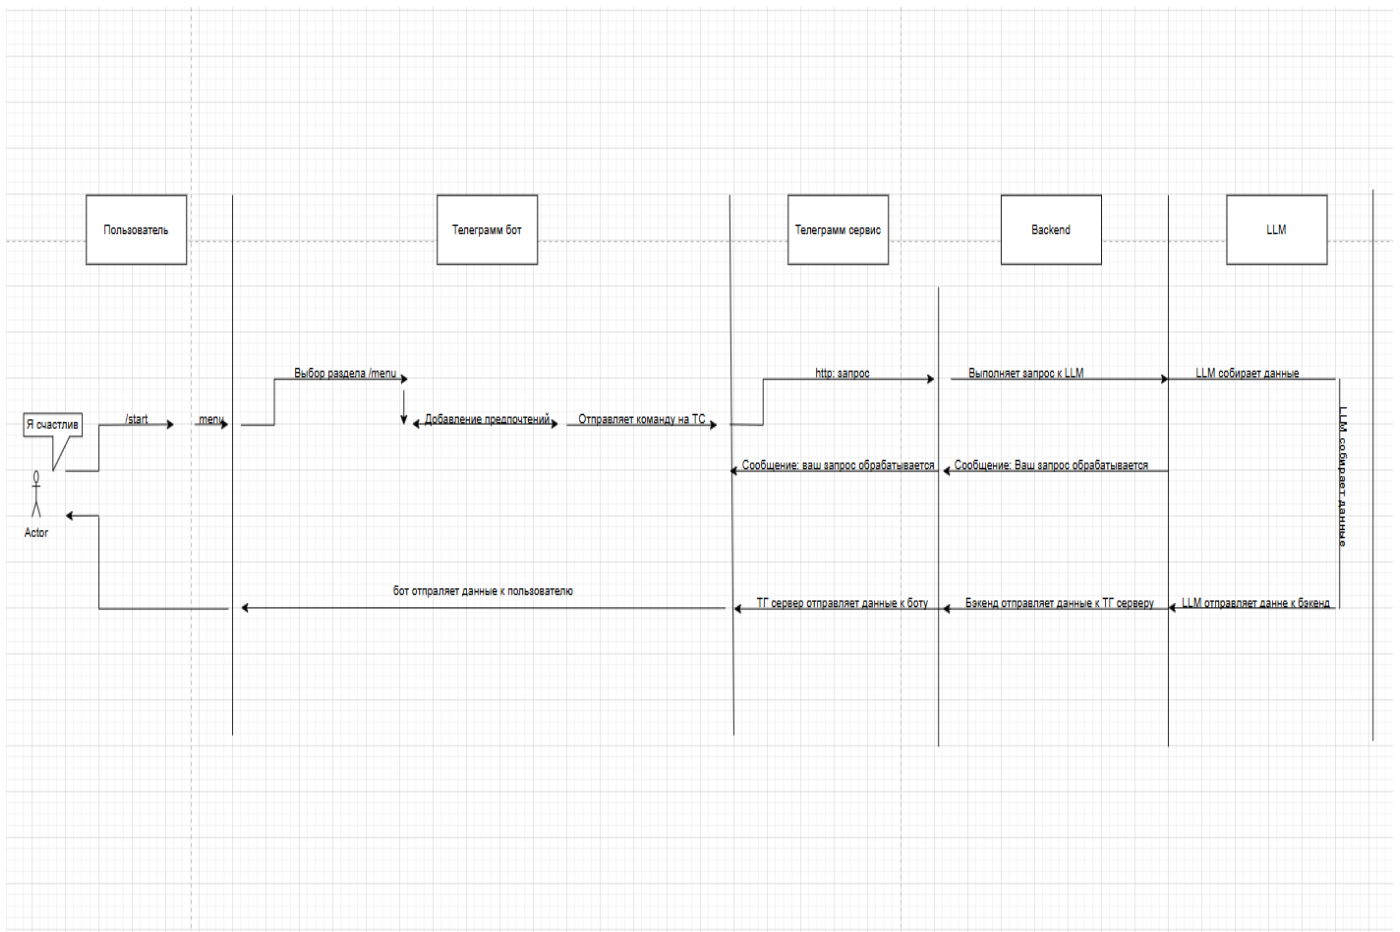 Пользователь
Телеграмм бот
Телеграмм сервис
Backend
LLM
Выбор раздела /menu
http: запрос
Выполняет запрос к LLM
LLM собирает данные
Я счастлив
/start
menu
Добавление предпочтений
Отправляет команду на ТС
LLM собирает данные
Сообщение: ваш запрос обрабатывается
Сообщение: Ваш запрос обрабатывается
Actor
бот отпраляет данные к пользователю
ТГ сервер отправляет данные к боту
Бэкенд отправляет данные к ТГ серверу
LLM отправляет данне к бэкенд